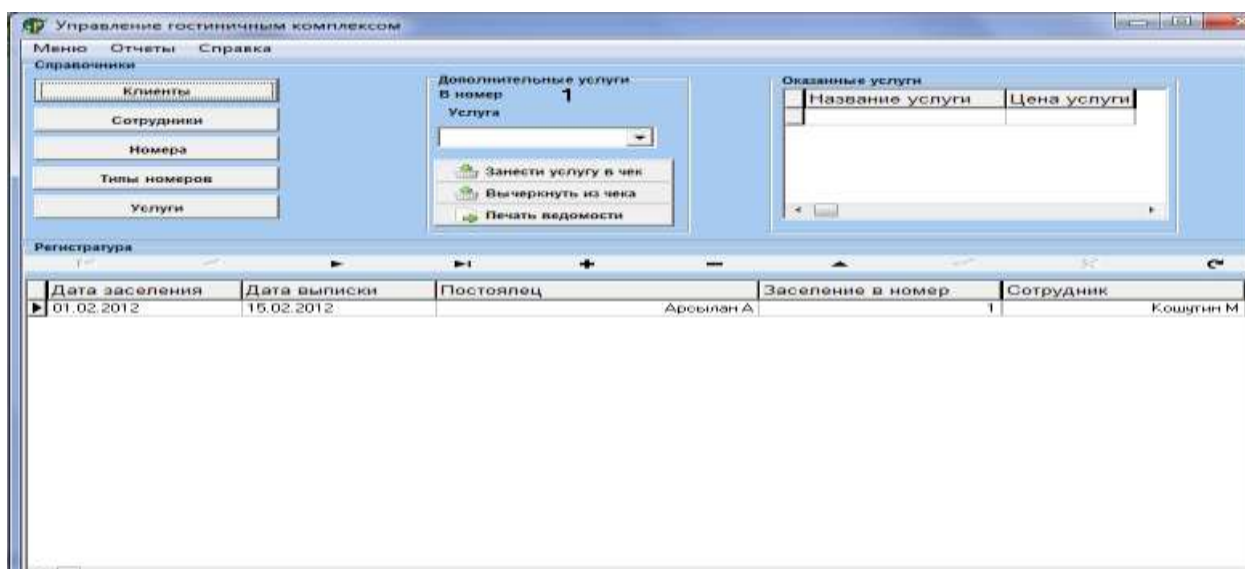 Управление гостиничным комплексом
Меню Отчеты Справка
Справочники
Клиенты
Сотрудники
Номера
Типы номеров
Услуги
Дополнительные услуги
В номер 1
Услуга
Занести услугу в чек
Вычеркнуть из чека
Печать ведомости
Оказанные услуги
Название услуги Цена услуги
Регистратура
Дата заселения Дата выписки Постоялец Заселение в номер Сотрудник
01.02.2012 15.02.2012 Арсылан А 1 Кошутин М